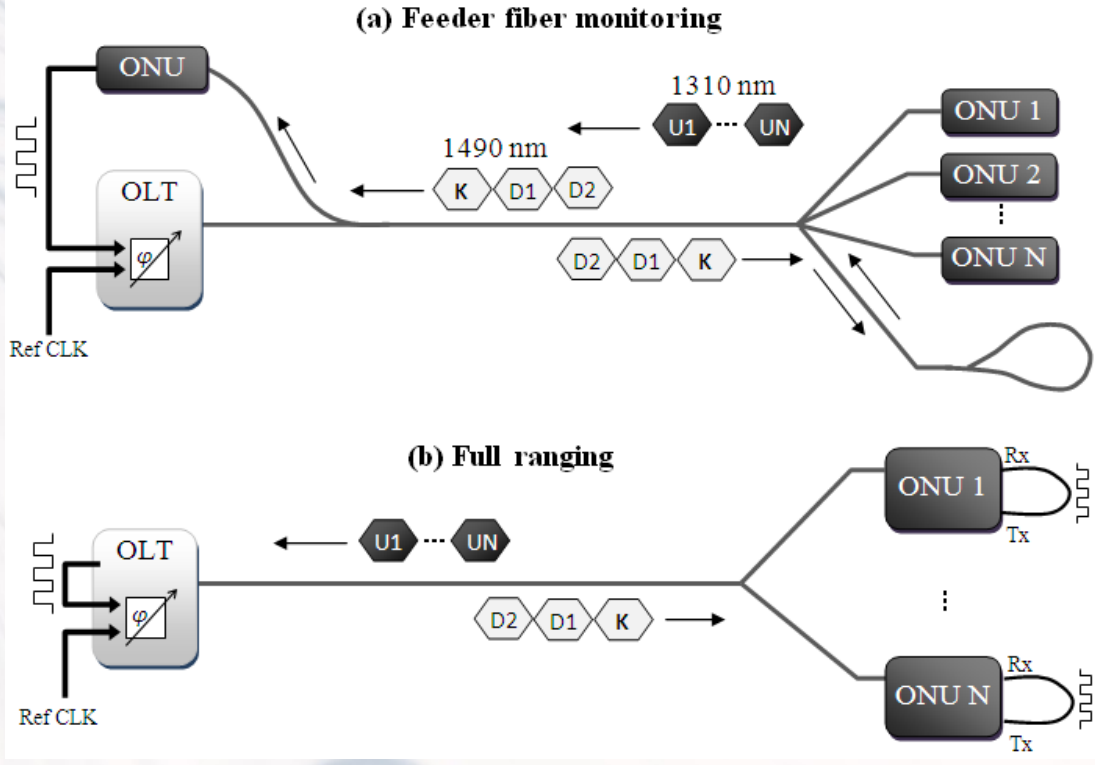 (a) Feeder fiber monitoring
ONU
1310 nm
U1 UN
ONU 1
1490 nm
K D1 D2
ONU 2
OLT
φ
D2 D1 K
ONU N
Ref CLK
(b) Full ranging
Rx
ONU 1
Tx
U1 UN
OLT
φ
D2 D1 K
Rx
ONU N
Tx
Ref CLK